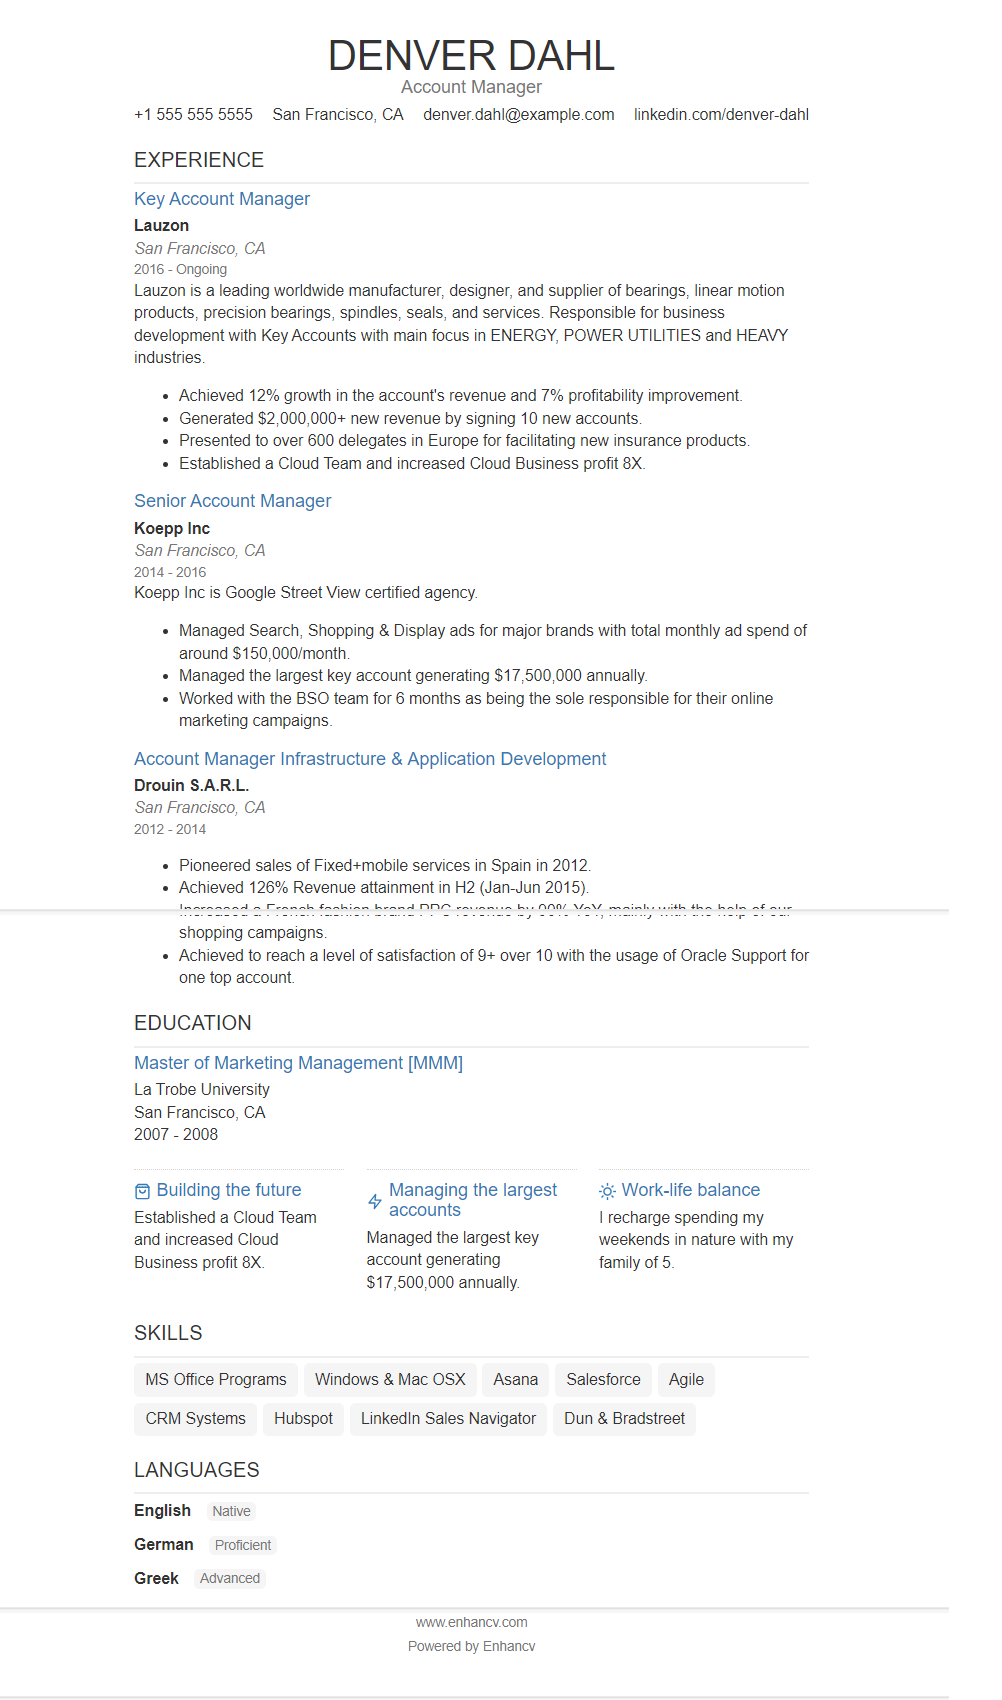 DENVER DAHL
Account Manager
+1 555 555 5555 San Francisco, CA denver.dahl@example.com linkedin.com/denver-dahl
EXPERIENCE
Key Account Manager
Lauzon
San Francisco, CA
2016 - Ongoing
Lauzon is a leading worldwide manufacturer, designer, and supplier of bearings, linear motion
products, precision bearings, spindles, seals, and services. Responsible for business
development with Key Accounts with main focus in ENERGY, POWER UTILITIES and HEAVY
industries.
• Achieved 12% growth in the account's revenue and 7% profitability improvement.
• Generated $2,000,000+ new revenue by signing 10 new accounts.
• Presented to over 600 delegates in Europe for facilitating new insurance products.
• Established a Cloud Team and increased Cloud Business profit 8X.
Senior Account Manager
Koepp Inc
San Francisco, CA
2014 - 2016
Koepp Inc is Google Street View certified agency.
• Managed Search, Shopping & Display ads for major brands with total monthly ad spend of
around $150,000/month.
• Managed the largest key account generating $17,500,000 annually.
• Worked with the BSO team for 6 months as being the sole responsible for their online
marketing campaigns.
Account Manager Infrastructure & Application Development
Drouin S.A.R.L.
San Francisco, CA
2012 - 2014
• Pioneered sales of Fixed+mobile services in Spain in 2012.
• Achieved 126% Revenue attainment in H2 (Jan-Jun 2015).
Increased a French fashion brand PPC revenue by 90% YoY, mainly with the help of our
shopping campaigns.
• Achieved to reach a level of satisfaction of 9+ over 10 with the usage of Oracle Support for
one top account.
EDUCATION
Master of Marketing Management [MMM]
La Trobe University
San Francisco, CA
2007 - 2008
Building the future
Established a Cloud Team
and increased Cloud
Business profit 8X.
Managing the largest
accounts
Managed the largest key
account generating
$17,500,000 annually.
Work-life balance
I recharge spending my
weekends in nature with my
family of 5.
SKILLS
MS Office Programs Windows & Mac OSX Asana Salesforce Agile
CRM Systems Hubspot LinkedIn Sales Navigator Dun & Bradstreet
LANGUAGES
English Native
German Proficient
Greek Advanced
www.enhancv.com
Powered by Enhancv